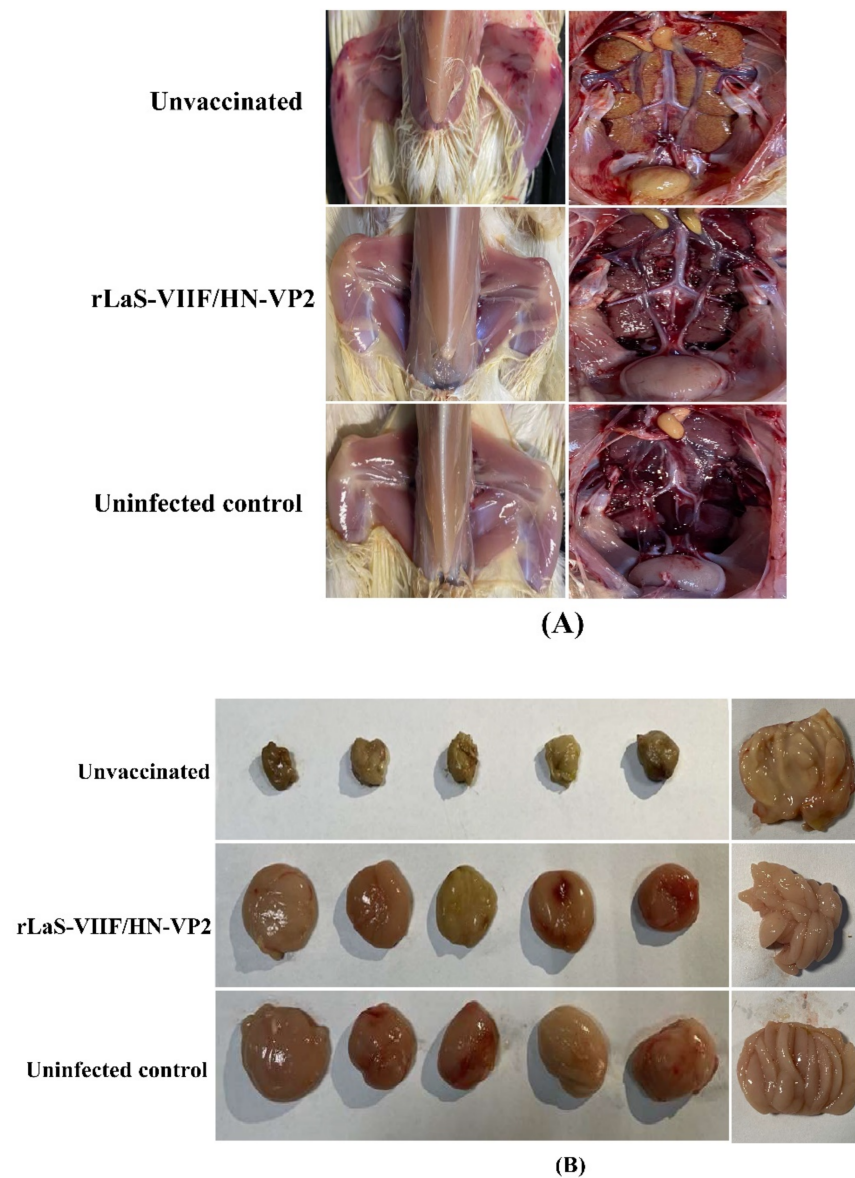 Unvaccinated
rLaS-VIIF/HN-VP2
Uninfected control
(A)
Unvaccinated
rLaS-VIIF/HN-VP2
Uninfected control
(B)